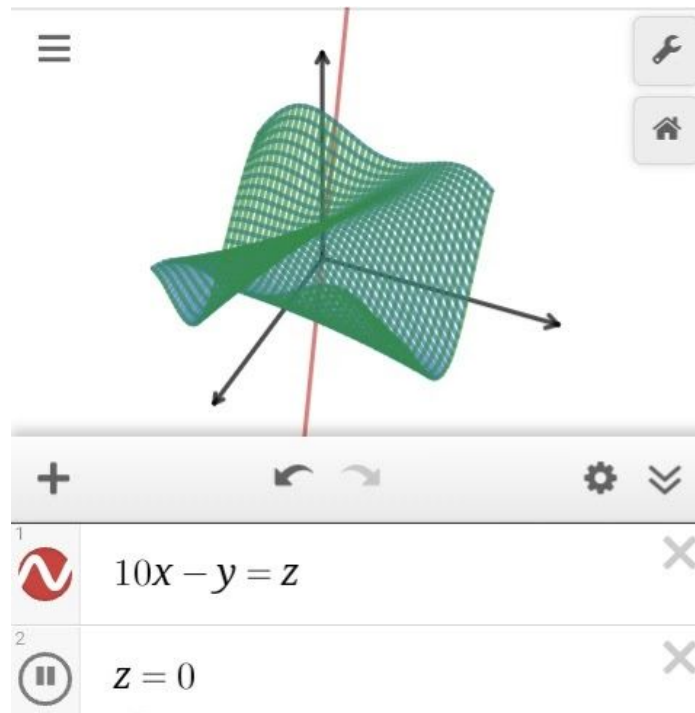 1
10x − y = z
2
z = 0